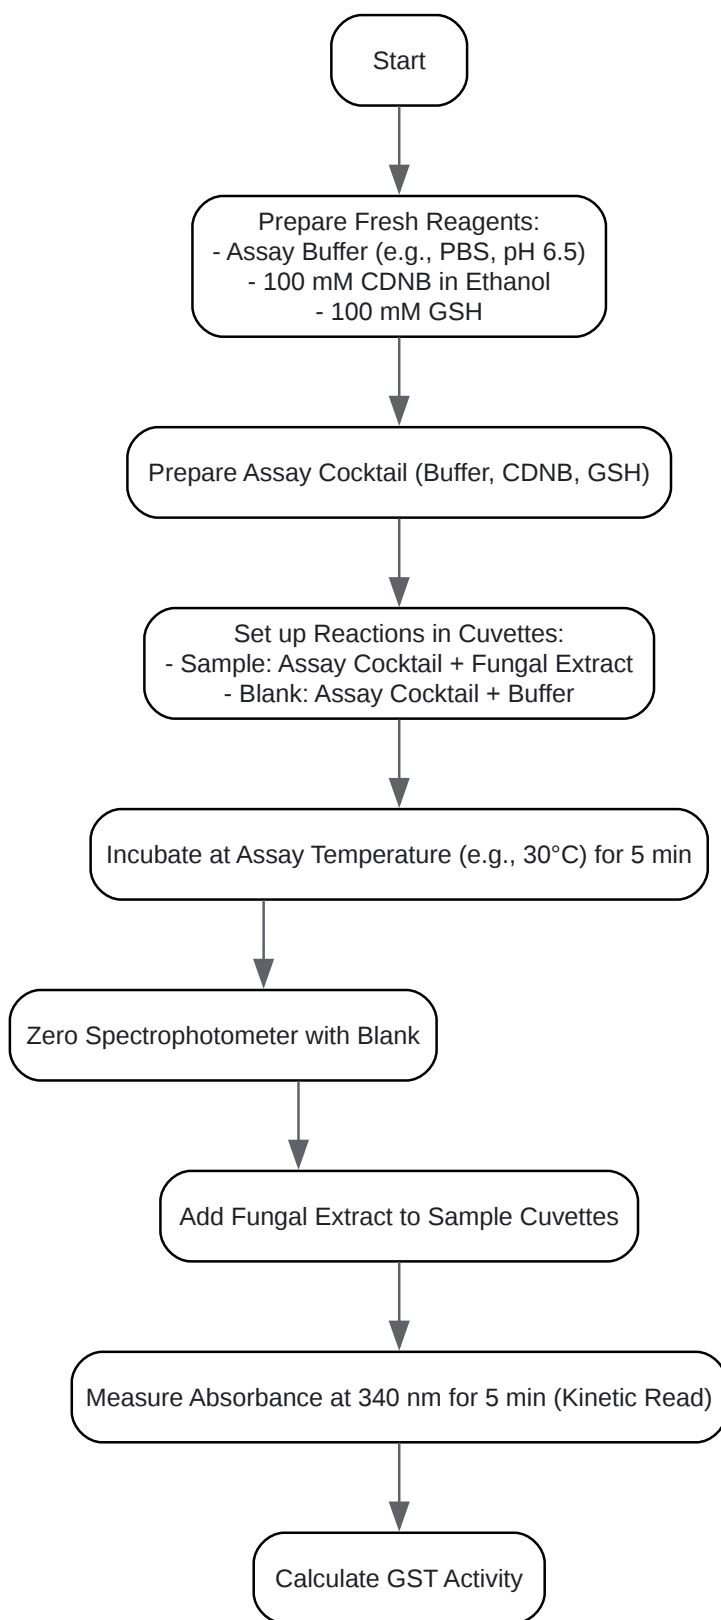 Start
Prepare Fresh Reagents:
- Assay Buffer (e.g., PBS, pH 6.5)
- 100 mM CDNB in Ethanol
- 100 mM GSH
Prepare Assay Cocktail (Buffer, CDNB, GSH)
Set up Reactions in Cuvettes:
- Sample: Assay Cocktail + Fungal Extract
- Blank: Assay Cocktail + Buffer
Incubate at Assay Temperature (e.g., 30°C) for 5 min
Zero Spectrophotometer with Blank
Add Fungal Extract to Sample Cuvettes
Measure Absorbance at 340 nm for 5 min (Kinetic Read)
Calculate GST Activity